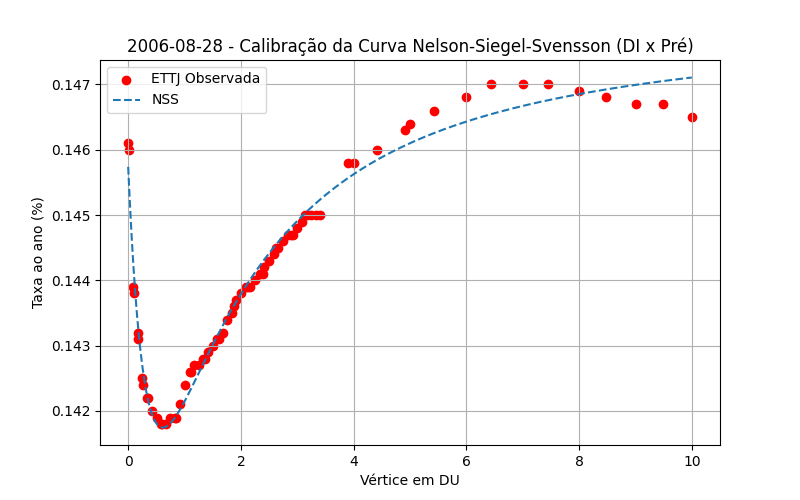 2006-08-28 - Calibração da Curva Nelson-Siegel-Svensson (DI x Pré)
ETTJ Observada
NSS
Taxa ao ano (%)
0.147
0.146
0.145
0.144
0.143
0.142
0 2 4 6 8 10
Vértice em DU